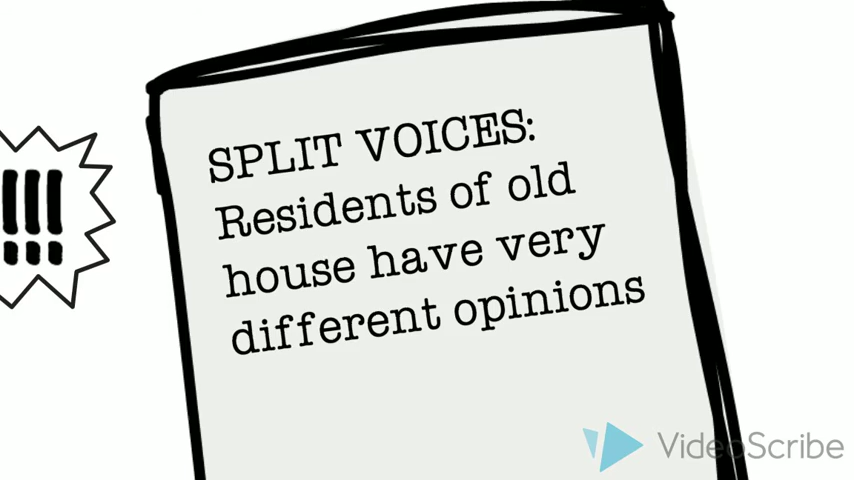 !!!
SPLIT VOICES:
Residents of old
house have very
different opinions
VideoScribe